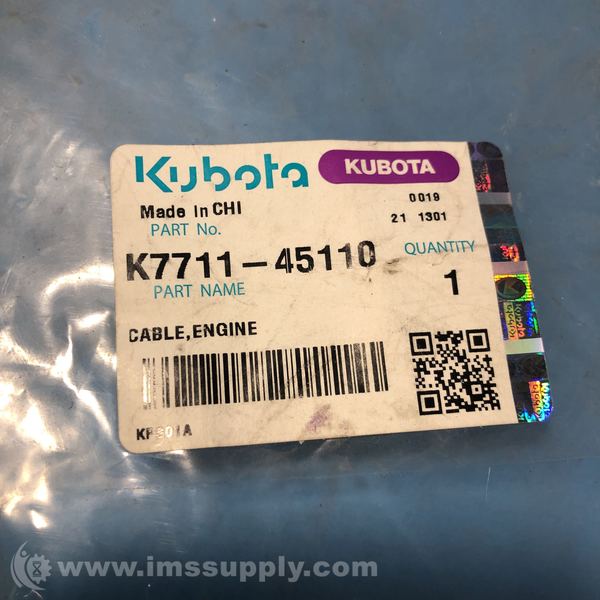 Kubota KUBOTA
Made in CHI 0019
PART No. 21 1301
K7711-45110 QUANTITY
PART NAME 1
CABLE,ENGINE
Kubota
www.imssupply.com